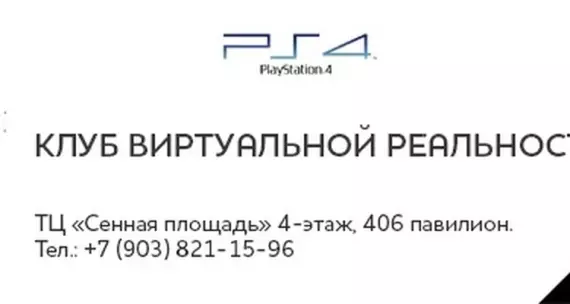 PS4
PlayStation.4
КЛУБ ВИРТУАЛЬНОЙ РЕАЛЬНОСТ
ТЦ «Сенная площадь» 4-этаж, 406 павилион.
Тел.: +7 (903) 821-15-96